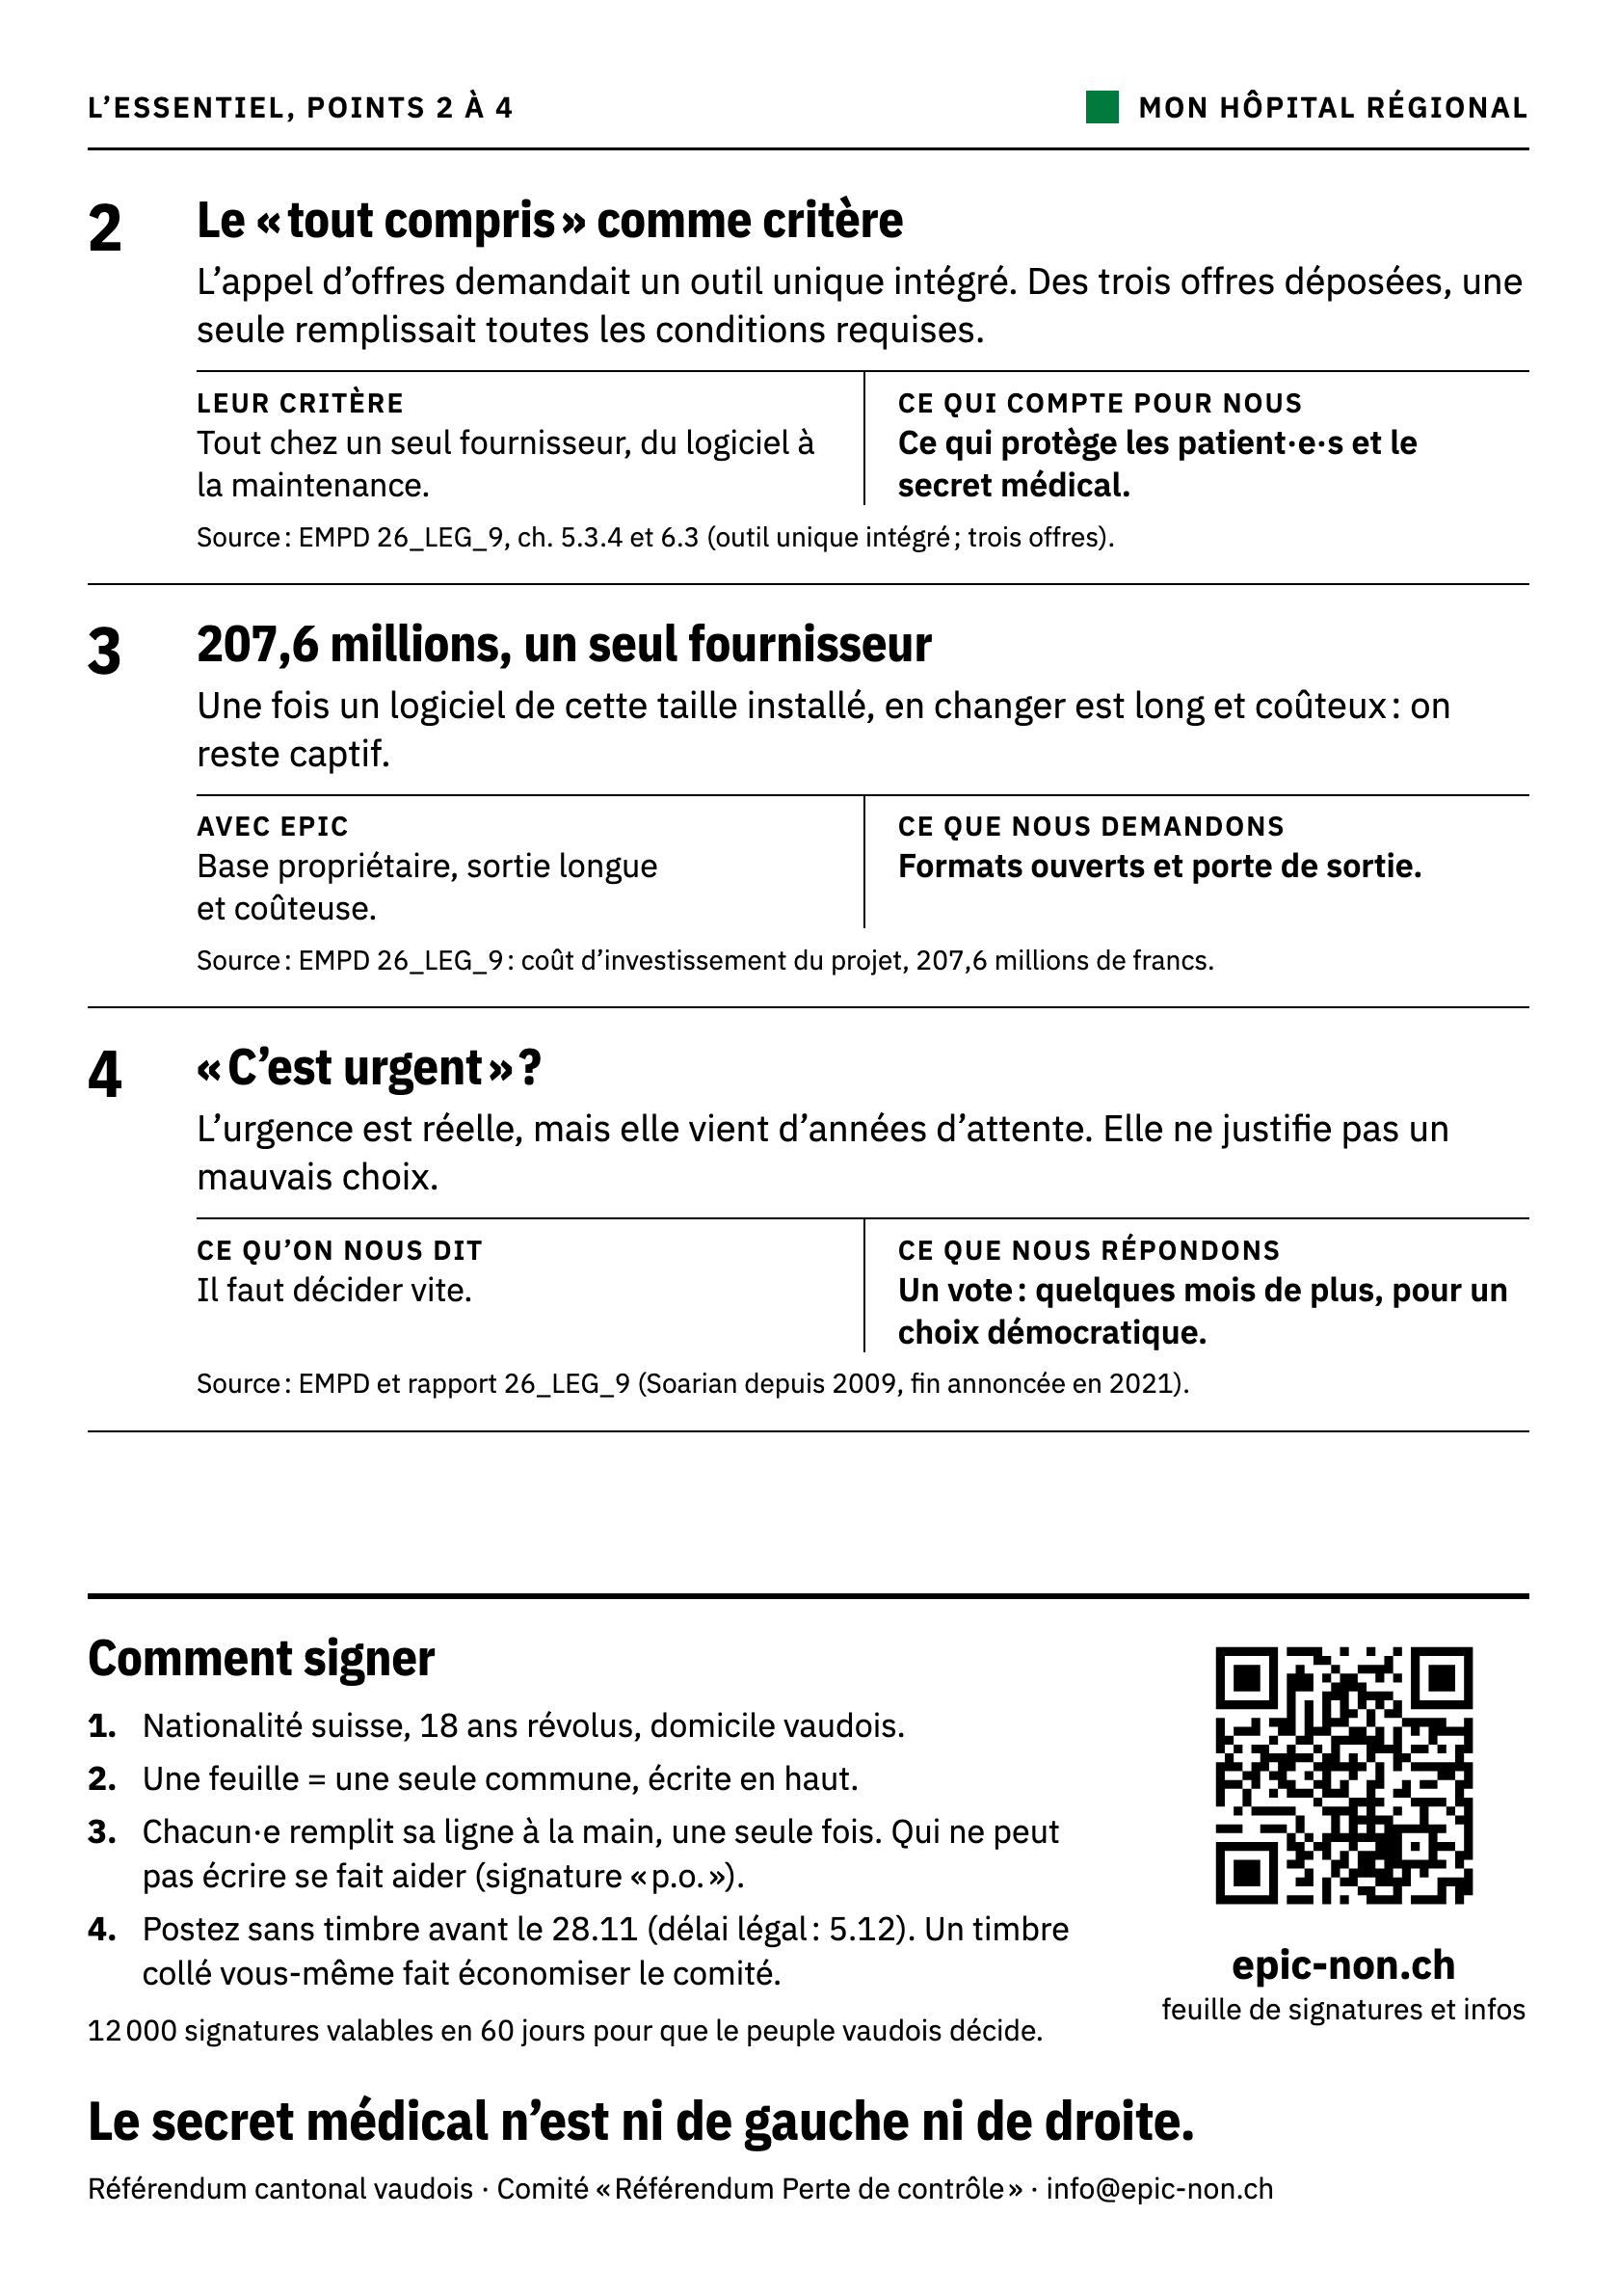 L’ESSENTIEL, POINTS 2 À 4
MON HÔPITAL RÉGIONAL
2
Le « tout compris » comme critère
L’appel d’offres demandait un outil unique intégré. Des trois offres déposées, une
seule remplissait toutes les conditions requises.
LEUR CRITÈRE
Tout chez un seul fournisseur, du logiciel à
la maintenance.
CE QUI COMPTE POUR NOUS
Ce qui protège les patient·e·s et le
secret médical.
Source : EMPD 26_LEG_9, ch. 5.3.4 et 6.3 (outil unique intégré ; trois offres).
3
207,6 millions, un seul fournisseur
Une fois un logiciel de cette taille installé, en changer est long et coûteux : on
reste captif.
AVEC EPIC
Base propriétaire, sortie longue
et coûteuse.
CE QUE NOUS DEMANDONS
Formats ouverts et porte de sortie.
Source : EMPD 26_LEG_9 : coût d’investissement du projet, 207,6 millions de francs.
4
« C’est urgent » ?
L’urgence est réelle, mais elle vient d’années d’attente. Elle ne justifie pas un
mauvais choix.
CE QU’ON NOUS DIT
Il faut décider vite.
CE QUE NOUS RÉPONDONS
Un vote : quelques mois de plus, pour un
choix démocratique.
Source : EMPD et rapport 26_LEG_9 (Soarian depuis 2009, fin annoncée en 2021).
Comment signer
1. Nationalité suisse, 18 ans révolus, domicile vaudois.
2. Une feuille = une seule commune, écrite en haut.
3. Chacun·e remplit sa ligne à la main, une seule fois. Qui ne peut
pas écrire se fait aider (signature « p.o. »).
4. Postez sans timbre avant le 28.11 (délai légal : 5.12). Un timbre
collé vous-même fait économiser le comité.
12 000 signatures valables en 60 jours pour que le peuple vaudois décide.
epic-non.ch
feuille de signatures et infos
Le secret médical n’est ni de gauche ni de droite.
Référendum cantonal vaudois · Comité « Référendum Perte de contrôle » · info@epic-non.ch